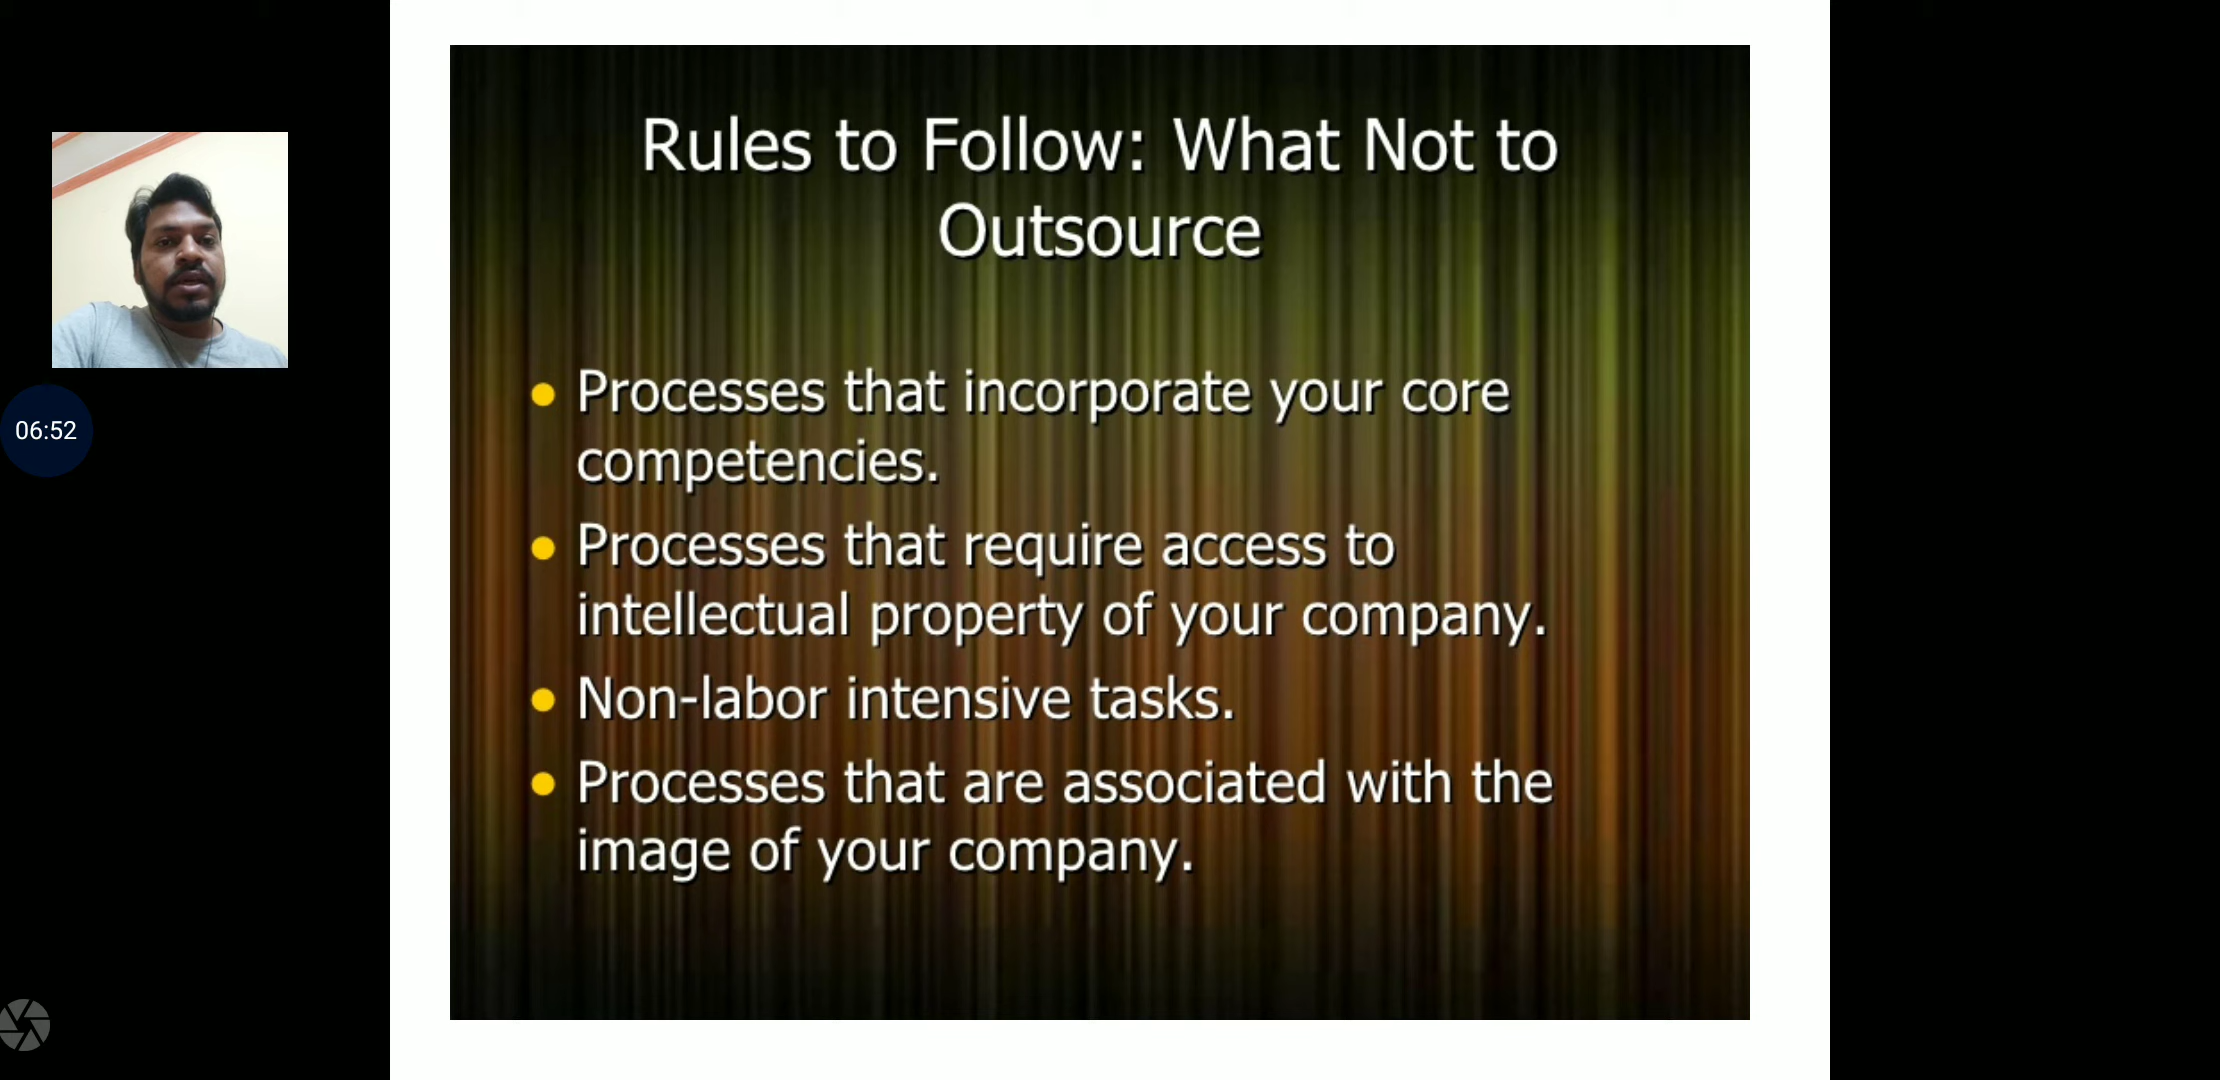 Rules to Follow: What Not to
Outsource
• Processes that incorporate your core
competencies.
• Processes that require access to
intellectual property of your company.
• Non-labor intensive tasks.
• Processes that are associated with the
image of your company.
06:52